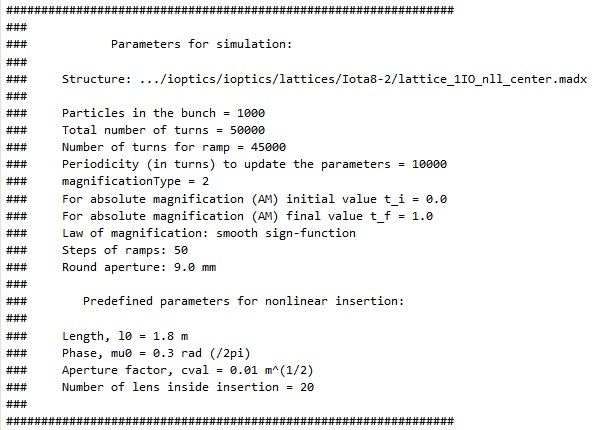 ################################################################
###
###            Parameters for simulation:
###
###     Structure: .../ioptics/ioptics/lattices/Iota8-2/lattice_1IO_nll_center.madx
###
###     Particles in the bunch = 1000
###     Total number of turns = 50000
###     Number of turns for ramp = 45000
###     Periodicity (in turns) to update the parameters = 10000
###     magnificationType = 2
###     For absolute magnification (AM) initial value t_i = 0.0
###     For absolute magnification (AM) final value t_f = 1.0
###     Law of magnification: smooth sign-function
###     Steps of ramps: 50
###     Round aperture: 9.0 mm
###
###        Predefined parameters for nonlinear insertion:
###
###     Length, l0 = 1.8 m
###     Phase, mu0 = 0.3 rad (/2pi)
###     Aperture factor, cval = 0.01 m^(1/2)
###     Number of lens inside insertion = 20
###
################################################################